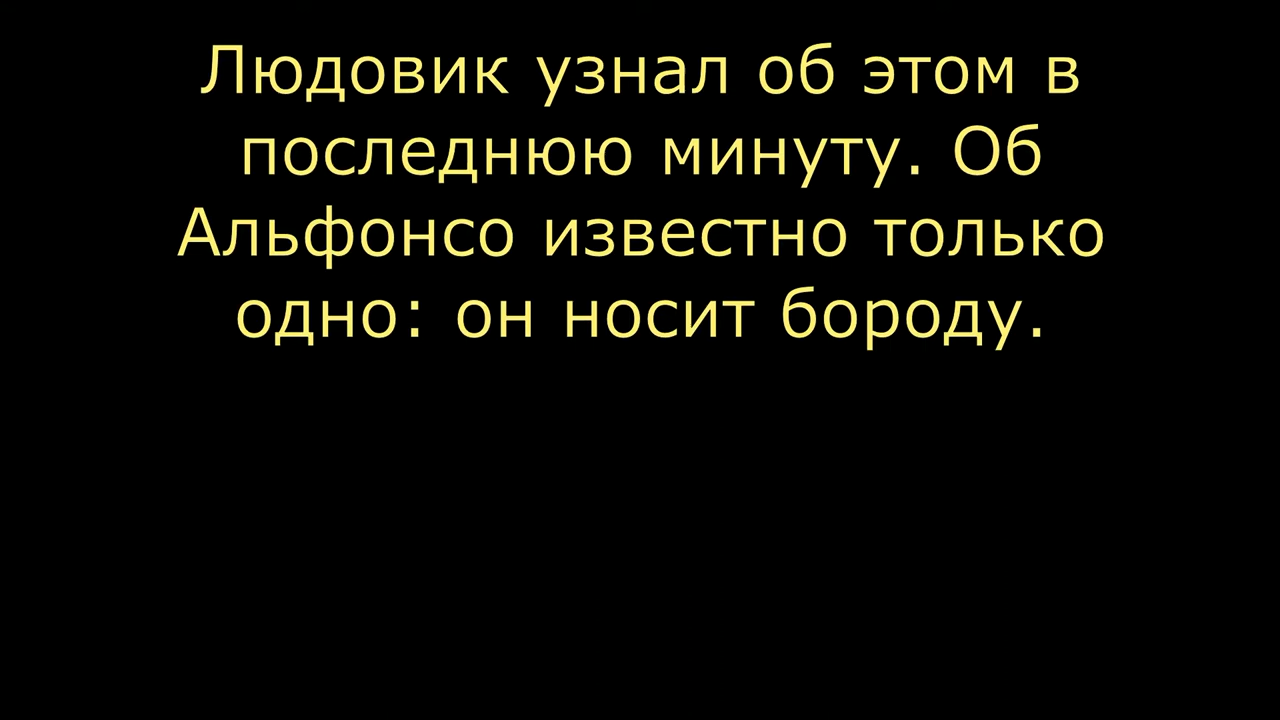 Людовик узнал об этом в
последнюю минуту. Об
Альфонсо известно только
одно: он носит бороду.